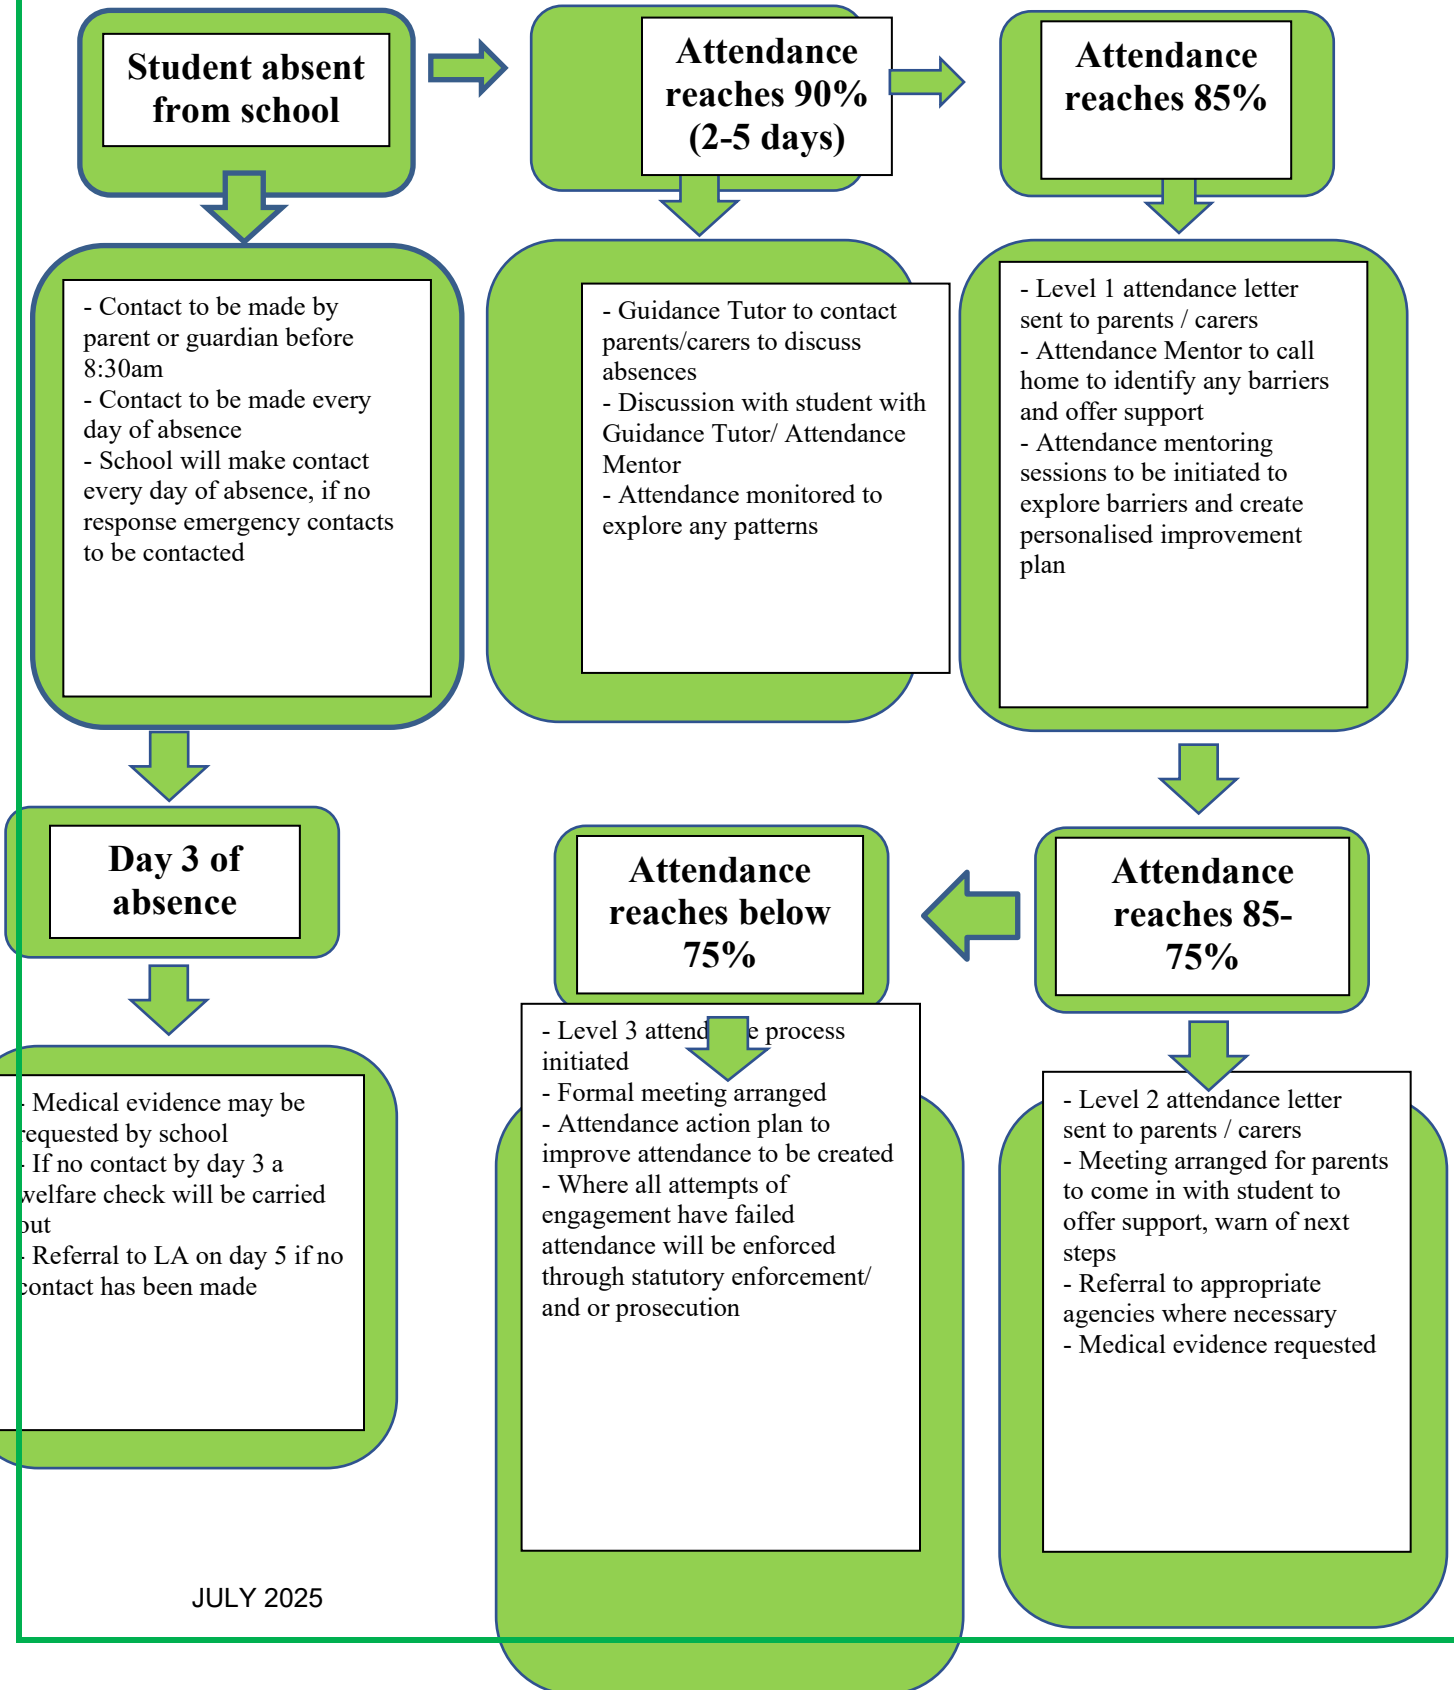 Student absent
from school
Attendance
reaches 90%
(2-5 days)
Attendance
reaches 85%
- Contact to be made by
parent or guardian before
8:30am
- Contact to be made every
day of absence
- School will make contact
every day of absence, if no
response emergency contacts
to be contacted
- Guidance Tutor to contact
parents/carers to discuss
absences
- Discussion with student with
Guidance Tutor/ Attendance
Mentor
- Attendance monitored to
explore any patterns
- Level 1 attendance letter
sent to parents / carers
- Attendance Mentor to call
home to identify any barriers
and offer support
- Attendance mentoring
sessions to be initiated to
explore barriers and create
personalised improvement
plan
Day 3 of
absence
- Medical evidence may be
requested by school
- If no contact by day 3 a
welfare check will be carried
out
- Referral to LA on day 5 if no
contact has been made
Attendance
reaches below
75%
- Level 3 attendance process
initiated
- Formal meeting arranged
- Attendance action plan to
improve attendance to be created
- Where all attempts of
engagement have failed
attendance will be enforced
through statutory enforcement/
and or prosecution
Attendance
reaches 85-
75%
- Level 2 attendance letter
sent to parents / carers
- Meeting arranged for parents
to come in with student to
offer support, warn of next
steps
- Referral to appropriate
agencies where necessary
- Medical evidence requested
JULY 2025